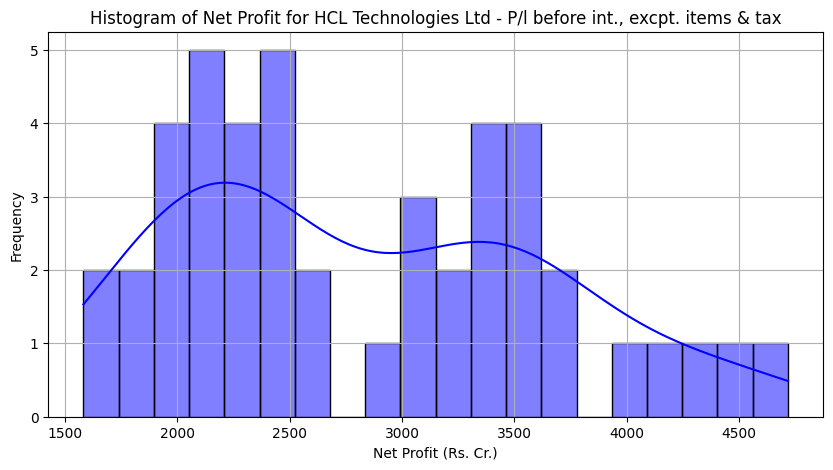 Histogram of Net Profit for HCL Technologies Ltd - P/l before int., excpt. items & tax
5
4
3
2
1
0
Frequency
1500 2000 2500 3000 3500 4000 4500
Net Profit (Rs. Cr.)